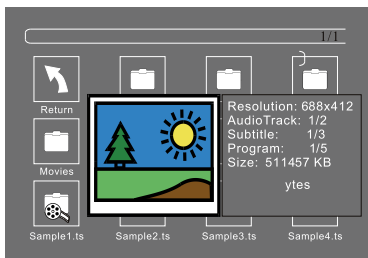 1/1
Return
Resolution: 688x412
AudioTrack: 1/2
Subtitle: 1/3
Program: 1/5
Size: 511457 KB
ytes
Movies
Sample1.ts Sample2.ts Sample3.ts Sample4.ts